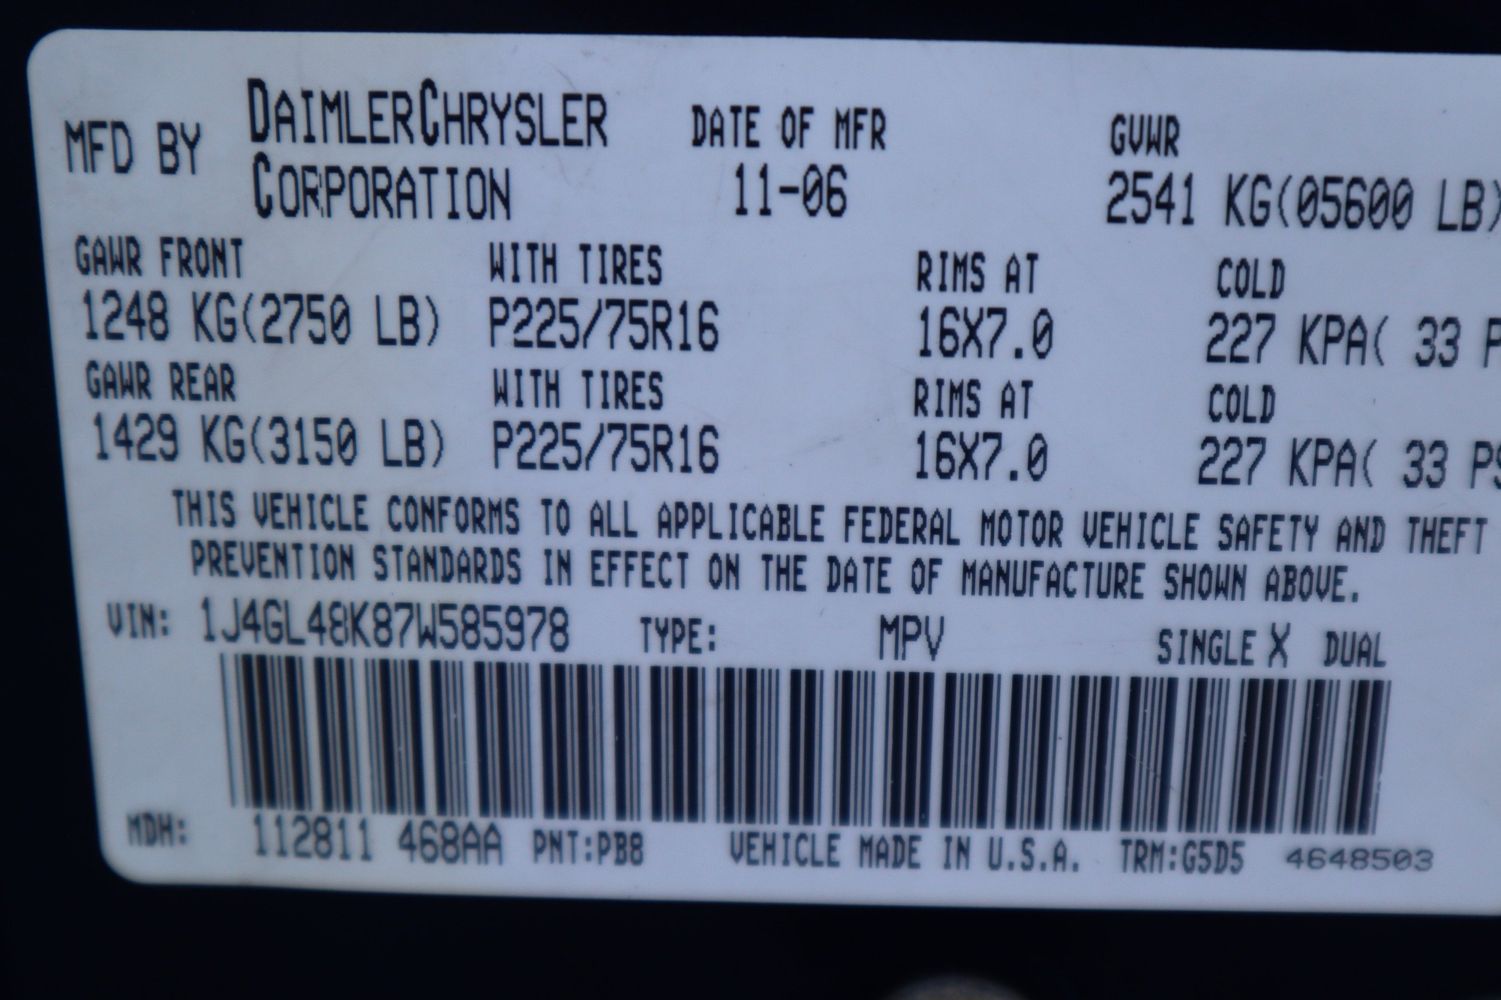 MFD BY DAIMLERCHRYSLER CORPORATION DATE OF MFR 11-06 GVWR 2541 KG(05600 LB)
GAWR FRONT WITH TIRES RIMS AT COLD
1248 KG(2750 LB) P225/75R16 16X7.0 227 KPA( 33 P
GAWR REAR WITH TIRES RIMS AT COLD
1429 KG(3150 LB) P225/75R16 16X7.0 227 KPA( 33 PS
THIS VEHICLE CONFORMS TO ALL APPLICABLE FEDERAL MOTOR VEHICLE SAFETY AND THEFT
PREVENTION STANDARDS IN EFFECT ON THE DATE OF MANUFACTURE SHOWN ABOVE.
VIN: 1J4GL48K87W585978 TYPE: MPV SINGLE X DUAL
MDH: 112811 468AA PNT:PB8 VEHICLE MADE IN U.S.A. TRM:G5D5 4648503